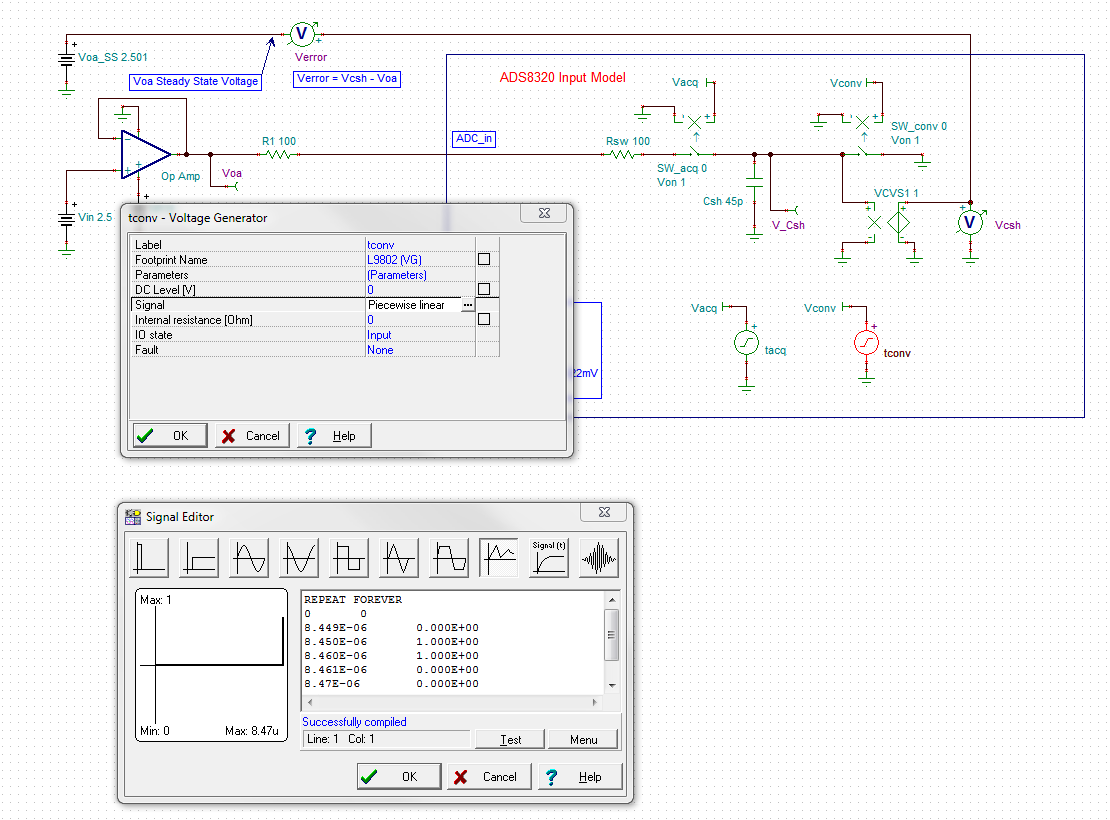 Voa_SS 2.501
Voa Steady State Voltage
V
+
Verror
Verror = Vcsh - Voa
ADS8320 Input Model
Vacq
Vconv
SW_conv 0
Von 1
ADC_in
R1 100
Rsw 100
SW_acq 0
Von 1
Op Amp
Voa
Csh 45p
V_Csh
VCVS1 1
V
Vcsh
Vin 2.5
Vacq
tacq
Vconv
tconv
22mV
tconv - Voltage Generator
Label tconv
Footprint Name L9802 (VG)
Parameters (Parameters)
DC Level [V] 0
Signal Piecewise linear ...
Internal resistance [Ohm] 0
IO state Input
Fault None
OK Cancel ? Help
Signal Editor
Signal (t)
Max: 1
Min: 0 Max: 8.47u
REPEAT FOREVER
0 0
8.449E-06 0.000E+00
8.450E-06 1.000E+00
8.460E-06 1.000E+00
8.461E-06 0.000E+00
8.47E-06 0.000E+00
Successfully compiled
Line: 1 Col: 1
Test Menu
OK Cancel ? Help